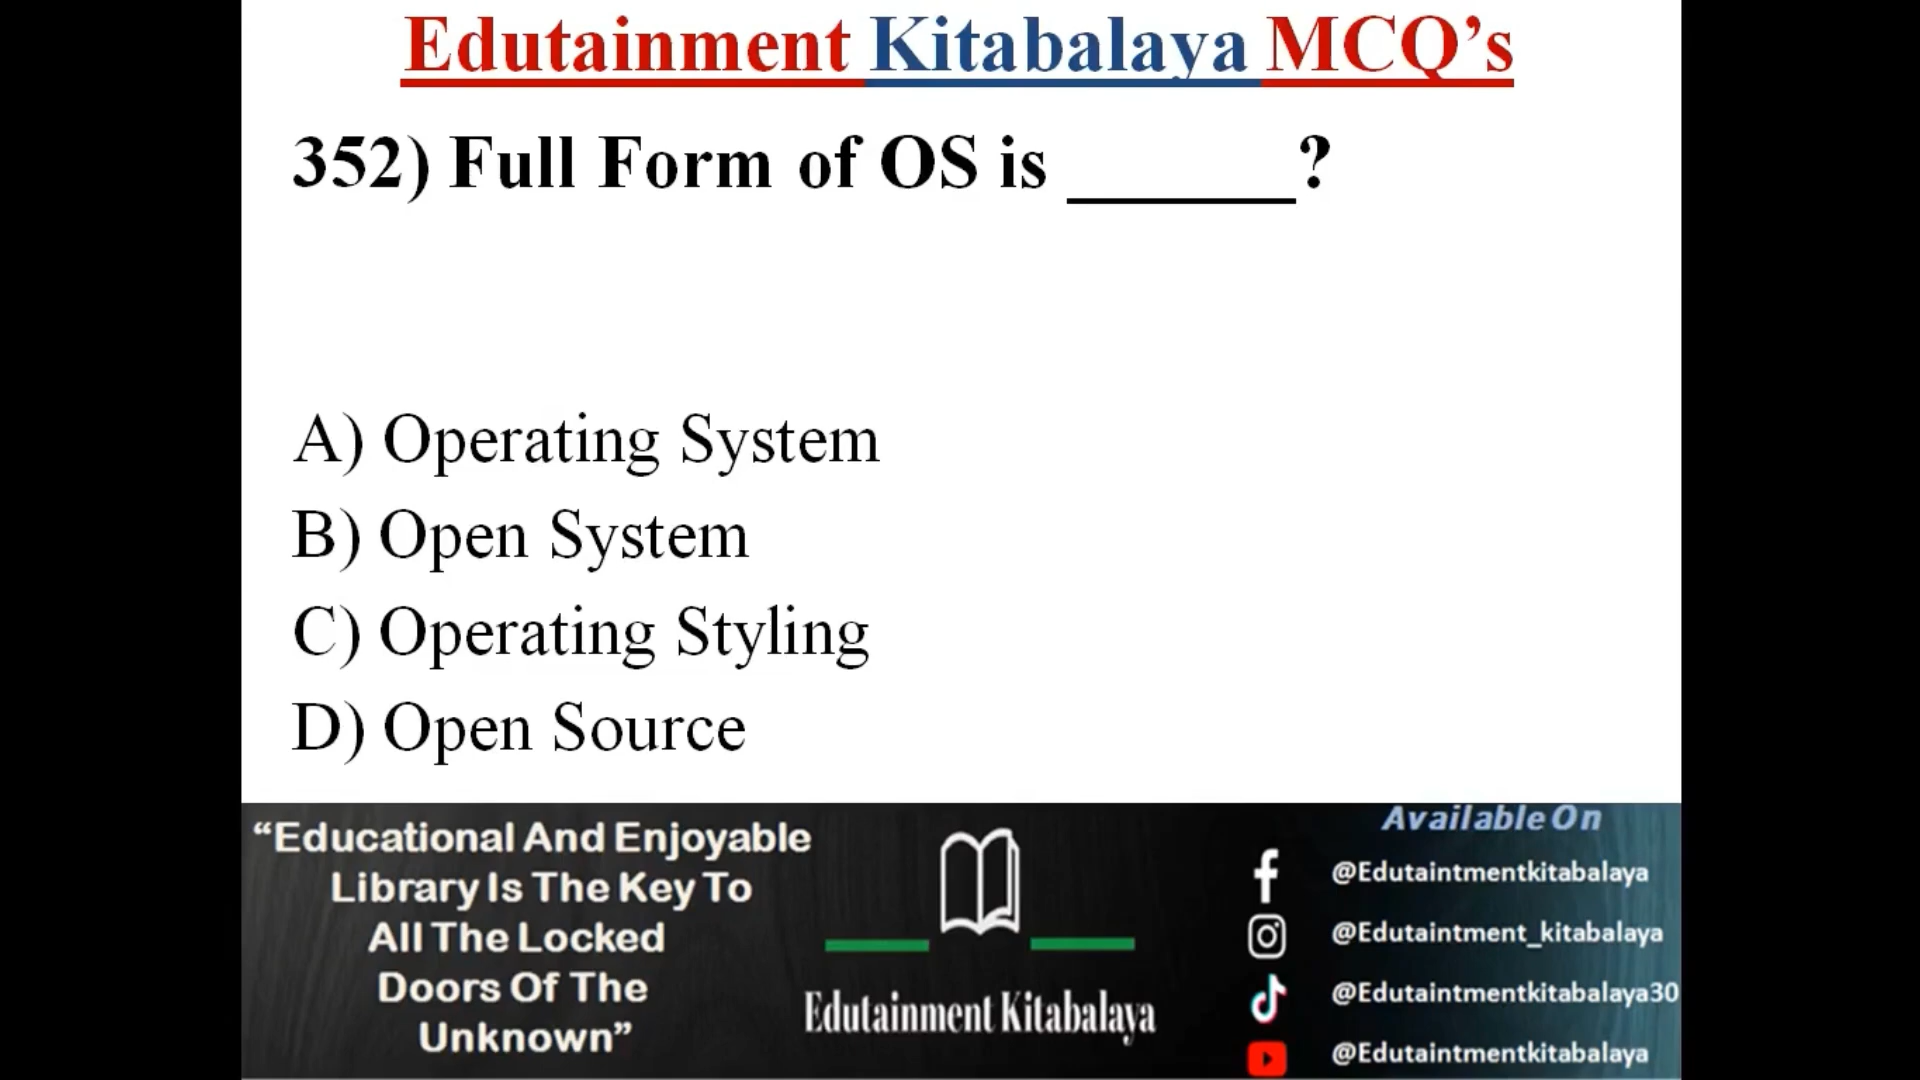 Edutainment Kitabalaya MCQ’s
352) Full Form of OS is ______?
A) Operating System
B) Open System
C) Operating Styling
D) Open Source
“Educational And Enjoyable
Library Is The Key To
All The Locked
Doors Of The
Unknown”
Edutainment Kitabalaya
Available On
@Edutaintmentkitabalaya
@Edutaintment_kitabalaya
@Edutaintmentkitabalaya30
@Edutaintmentkitabalaya